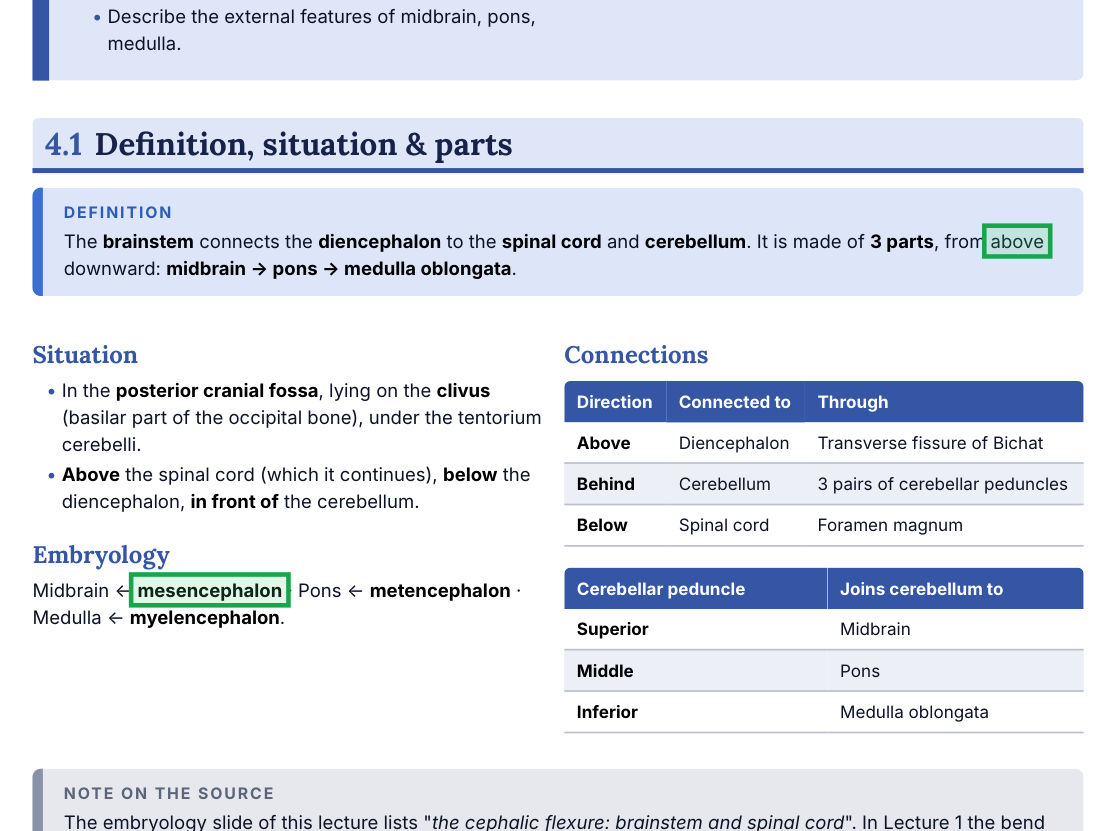 • Describe the external features of midbrain, pons,
medulla.
4.1 Definition, situation & parts
DEFINITION
The brainstem connects the diencephalon to the spinal cord and cerebellum. It is made of 3 parts, from above
downward: midbrain → pons → medulla oblongata.
Situation
• In the posterior cranial fossa, lying on the clivus
(basilar part of the occipital bone), under the tentorium
cerebelli.
• Above the spinal cord (which it continues), below the
diencephalon, in front of the cerebellum.
Embryology
Midbrain ← mesencephalon · Pons ← metencephalon ·
Medulla ← myelencephalon.
Connections
Direction Connected to Through
Above Diencephalon Transverse fissure of Bichat
Behind Cerebellum 3 pairs of cerebellar peduncles
Below Spinal cord Foramen magnum
Cerebellar peduncle Joins cerebellum to
Superior Midbrain
Middle Pons
Inferior Medulla oblongata
NOTE ON THE SOURCE
The embryology slide of this lecture lists "the cephalic flexure: brainstem and spinal cord". In Lecture 1 the bend